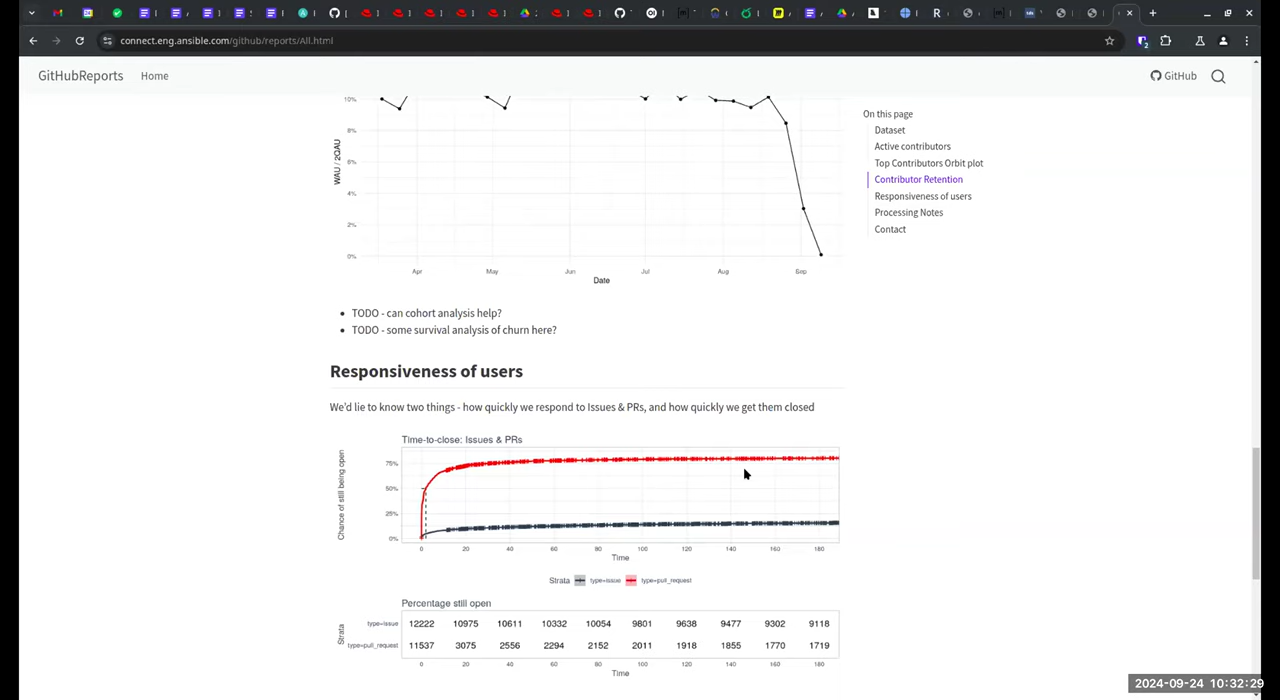 connect.eng.ansible.com/github/reports/All.html
GitHubReports
Home
GitHub
On this page
Dataset
Active contributors
Top Contributors Orbit plot
Contributor Retention
Responsiveness of users
Processing Notes
Contact
10%
8%
6%
4%
2%
0%
WAU / 2QAU
Apr May Jun Jul Aug Sep
Date
TODO - can cohort analysis help?
TODO - some survival analysis of churn here?
Responsiveness of users
We'd lie to know two things - how quickly we respond to Issues & PRs, and how quickly we get them closed
Time-to-close: Issues & PRs
Chance of still being open
75%
50%
25%
0%
0 20 40 60 80 100 120 140 160 180
Time
Strata type=issue type=pull_request
Percentage still open
Strata
type=issue 12222 10975 10611 10332 10054 9801 9638 9477 9302 9118
type=pull_request 11537 3075 2556 2294 2152 2011 1918 1855 1770 1719
0 20 40 60 80 100 120 140 160 180
Time
2024-09-24 10:32:29